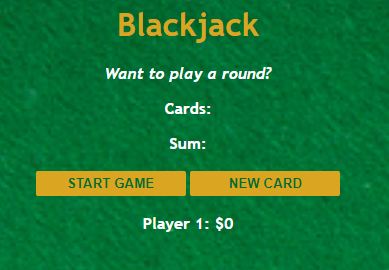 Blackjack
Want to play a round?
Cards:
Sum:
START GAME NEW CARD
Player 1: $0